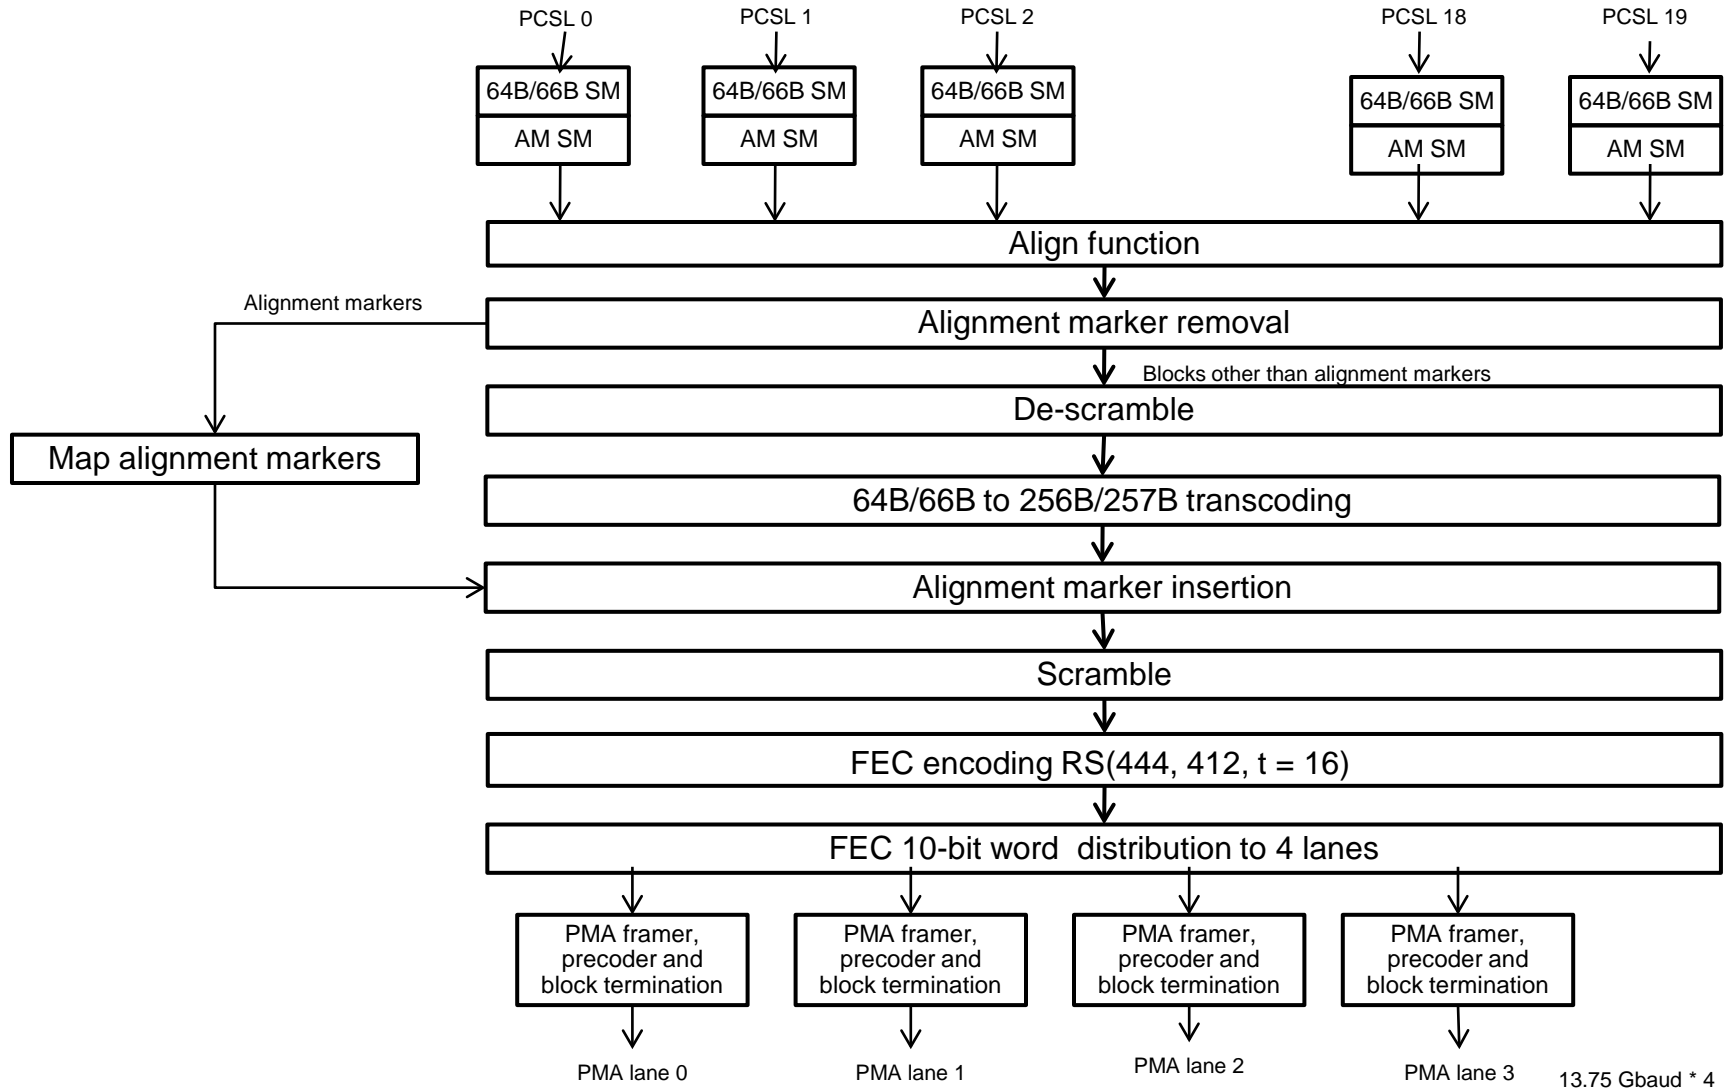 PCSL 0
PCSL 1
PCSL 2
PCSL 18
PCSL 19
64B/66B SM
64B/66B SM
64B/66B SM
64B/66B SM
64B/66B SM
AM SM
AM SM
AM SM
AM SM
AM SM
Align function
Alignment markers
Alignment marker removal
Blocks other than alignment markers
De-scramble
Map alignment markers
64B/66B to 256B/257B transcoding
Alignment marker insertion
Scramble
FEC encoding RS(444, 412, t = 16)
FEC 10-bit word distribution to 4 lanes
PMA framer,
precoder and
block termination
PMA framer,
precoder and
block termination
PMA framer,
precoder and
block termination
PMA framer,
precoder and
block termination
PMA lane 0
PMA lane 1
PMA lane 2
PMA lane 3
13.75 Gbaud * 4